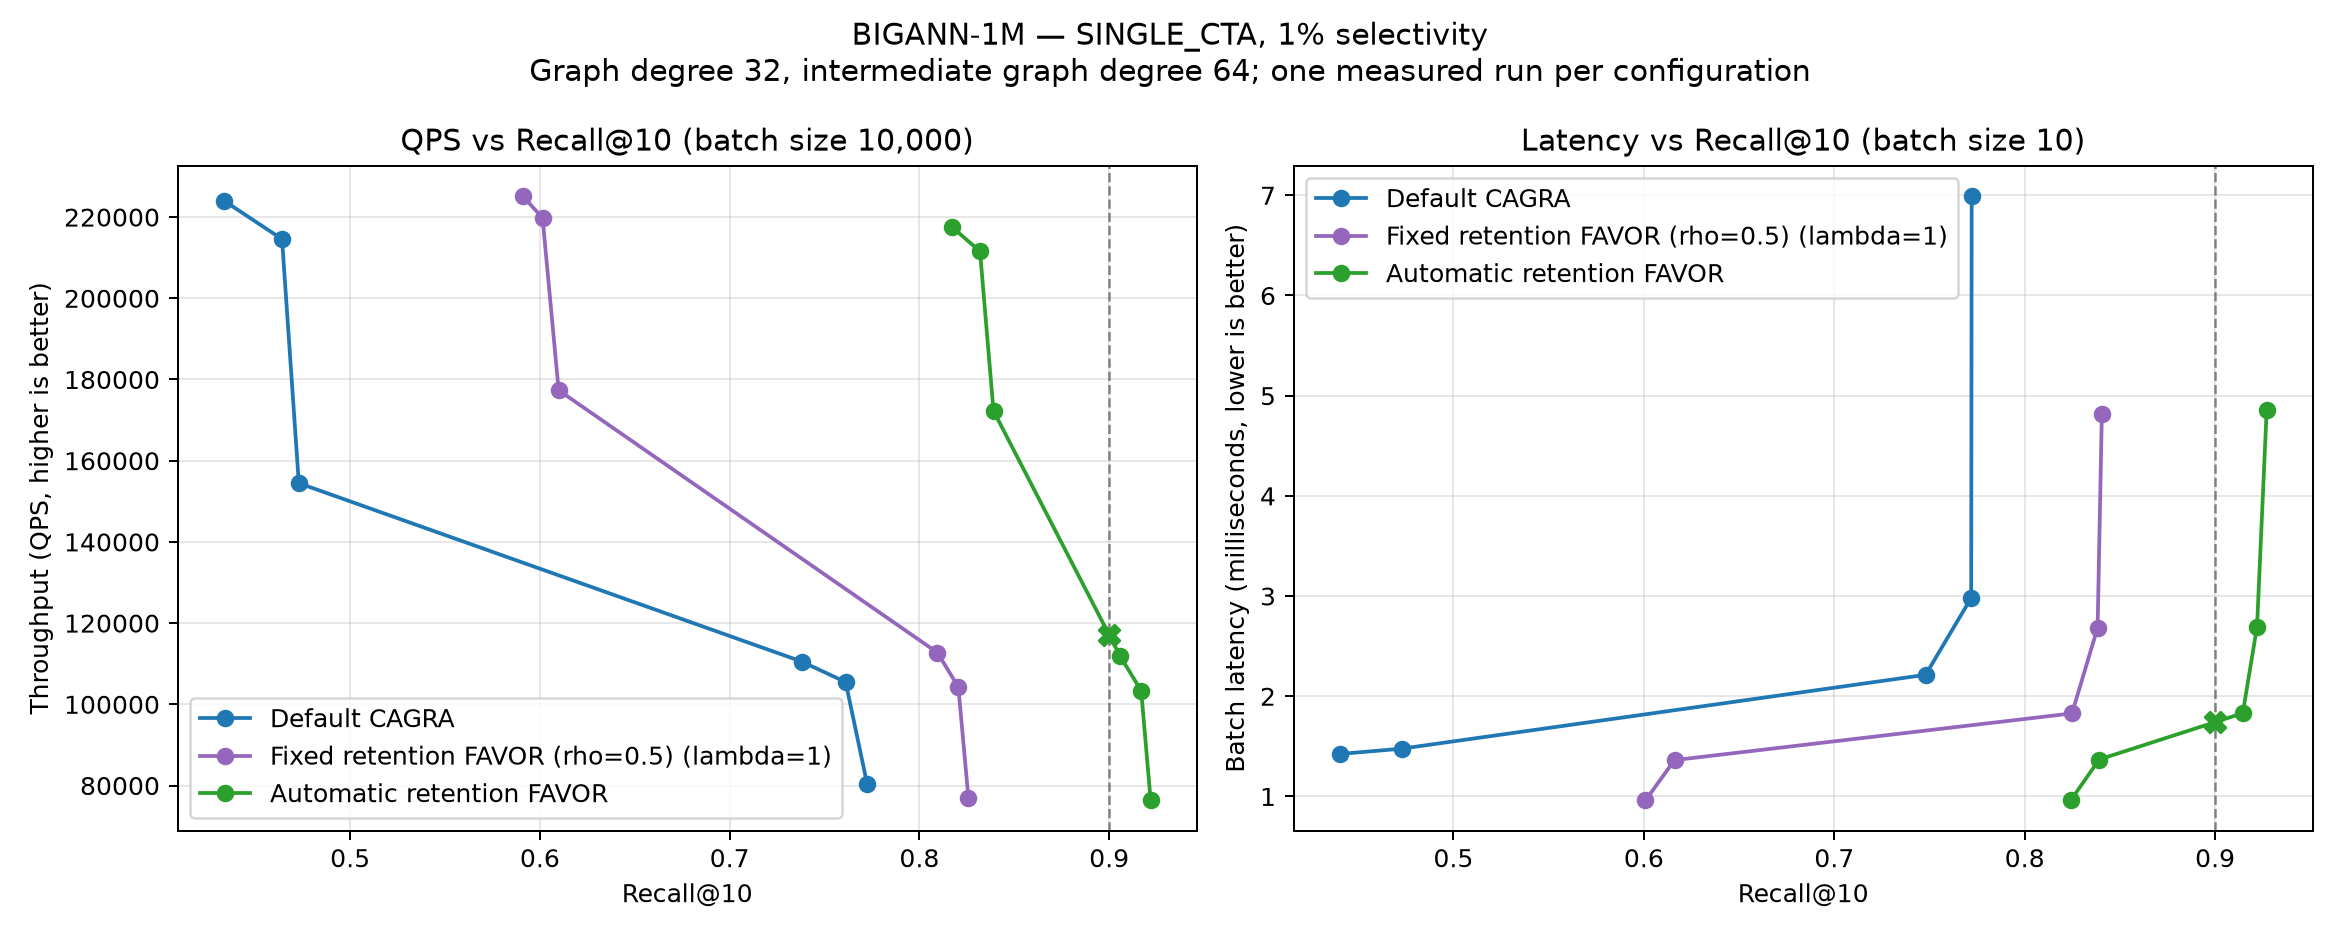 BIGANN-1M — SINGLE_CTA, 1% selectivity
Graph degree 32, intermediate graph degree 64; one measured run per configuration
QPS vs Recall@10 (batch size 10,000)
Throughput (QPS, higher is better)
220000
200000
180000
160000
140000
120000
100000
80000
Default CAGRA
Fixed retention FAVOR (rho=0.5) (lambda=1)
Automatic retention FAVOR
0.5
0.6
0.7
0.8
0.9
Recall@10
Latency vs Recall@10 (batch size 10)
Batch latency (milliseconds, lower is better)
7
6
5
4
3
2
1
Default CAGRA
Fixed retention FAVOR (rho=0.5) (lambda=1)
Automatic retention FAVOR
0.5
0.6
0.7
0.8
0.9
Recall@10